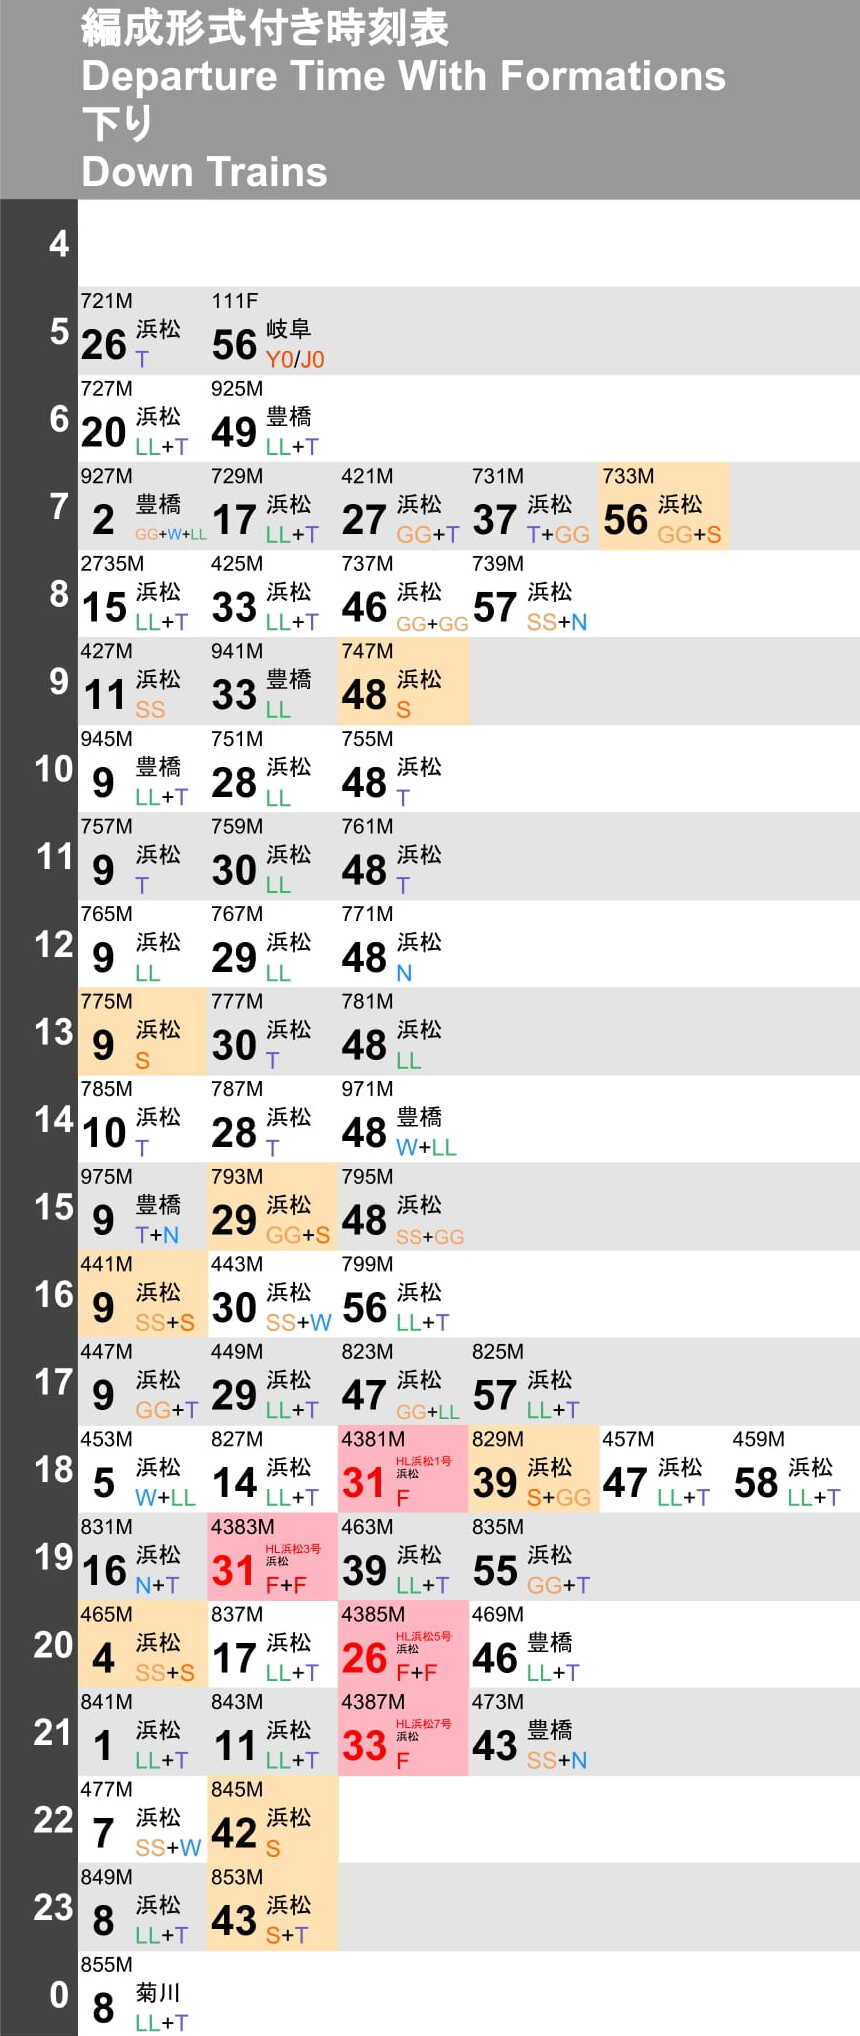 編成形式付き時刻表
Departure Time With Formations
下り
Down Trains
4
5
721M 111F
26 浜松 T 56 岐阜 Y0/J0
6
727M 925M
20 浜松 LL+T 49 豊橋 LL+T
7
927M 729M 421M 731M 733M
2 豊橋 GG+W+LL 17 浜松 LL+T 27 浜松 GG+T 37 浜松 T+GG 56 浜松 GG+S
8
2735M 425M 737M 739M
15 浜松 LL+T 33 浜松 LL+T 46 浜松 GG+GG 57 浜松 SS+N
9
427M 941M 747M
11 浜松 SS 33 豊橋 LL 48 浜松 S
10
945M 751M 755M
9 豊橋 LL+T 28 浜松 LL 48 浜松 T
11
757M 759M 761M
9 浜松 T 30 浜松 LL 48 浜松 T
12
765M 767M 771M
9 浜松 LL 29 浜松 LL 48 浜松 N
13
775M 777M 781M
9 浜松 S 30 浜松 T 48 浜松 LL
14
785M 787M 971M
10 浜松 T 28 浜松 T 48 豊橋 W+LL
15
975M 793M 795M
9 豊橋 T+N 29 浜松 GG+S 48 浜松 SS+GG
16
441M 443M 799M
9 浜松 SS+S 30 浜松 SS+W 56 浜松 LL+T
17
447M 449M 823M 825M
9 浜松 GG+T 29 浜松 LL+T 47 浜松 GG+LL 57 浜松 LL+T
18
453M 827M 4381M 829M 457M 459M
5 浜松 W+LL 14 浜松 LL+T 31 HL浜松1号 浜松 F 39 浜松 S+GG 47 浜松 LL+T 58 浜松 LL+T
19
831M 4383M 463M 835M
16 浜松 N+T 31 HL浜松3号 浜松 F+F 39 浜松 LL+T 55 浜松 GG+T
20
465M 837M 4385M 469M
4 浜松 SS+S 17 浜松 LL+T 26 HL浜松5号 浜松 F+F 46 豊橋 LL+T
21
841M 843M 4387M 473M
1 浜松 LL+T 11 浜松 LL+T 33 HL浜松7号 浜松 F 43 豊橋 SS+N
22
477M 845M
7 浜松 SS+W 42 浜松 S
23
849M 853M
8 浜松 LL+T 43 浜松 S+T
0
855M
8 菊川 LL+T